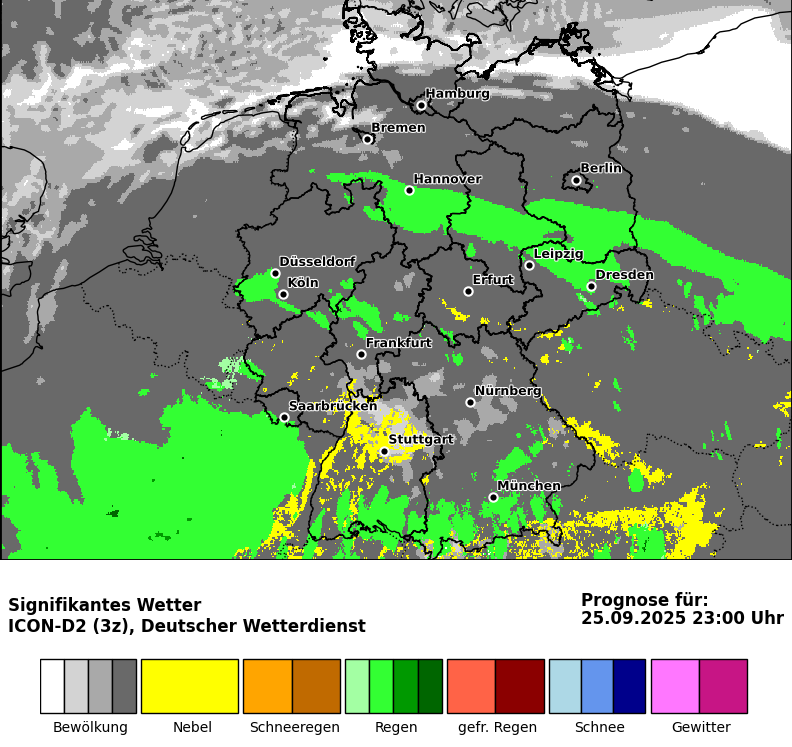 Hamburg
Bremen
Berlin
Hannover
Leipzig
Düsseldorf
Dresden
Köln
Erfurt
Frankfurt
Nürnberg
Saarbrücken
Stuttgart
München
Signifikantes Wetter
ICON-D2 (3z), Deutscher Wetterdienst
Prognose für:
25.09.2025 23:00 Uhr
Bewölkung
Nebel
Schneeregen
Regen
gefr. Regen
Schnee
Gewitter